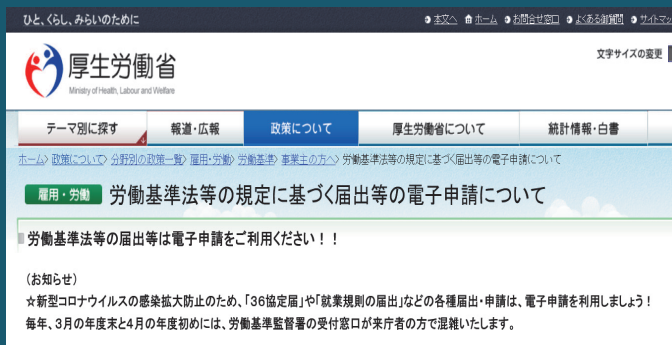 ひと、くらし、みらいのために
本文へ ホーム お問合せ窓口 よくある御質問 サイトマッ
文字サイズの変更
厚生労働省
Ministry of Health, Labour and Welfare
テーマ別に探す 報道・広報 政策について 厚生労働省について 統計情報・白書
ホーム> 政策について> 分野別の政策一覧> 雇用・労働> 労働基準> 事業主の方へ> 労働基準法等の規定に基づく届出等の電子申請について
雇用・労働 労働基準法等の規定に基づく届出等の電子申請について
労働基準法等の届出等は電子申請をご利用ください！！
(お知らせ)
☆新型コロナウイルスの感染拡大防止のため、「36協定届」や「就業規則の届出」などの各種届出・申請は、電子申請を利用しましょう！
毎年、3月の年度末と4月の年度初めには、労働基準監督署の受付窓口が来庁者の方で混雑いたします。